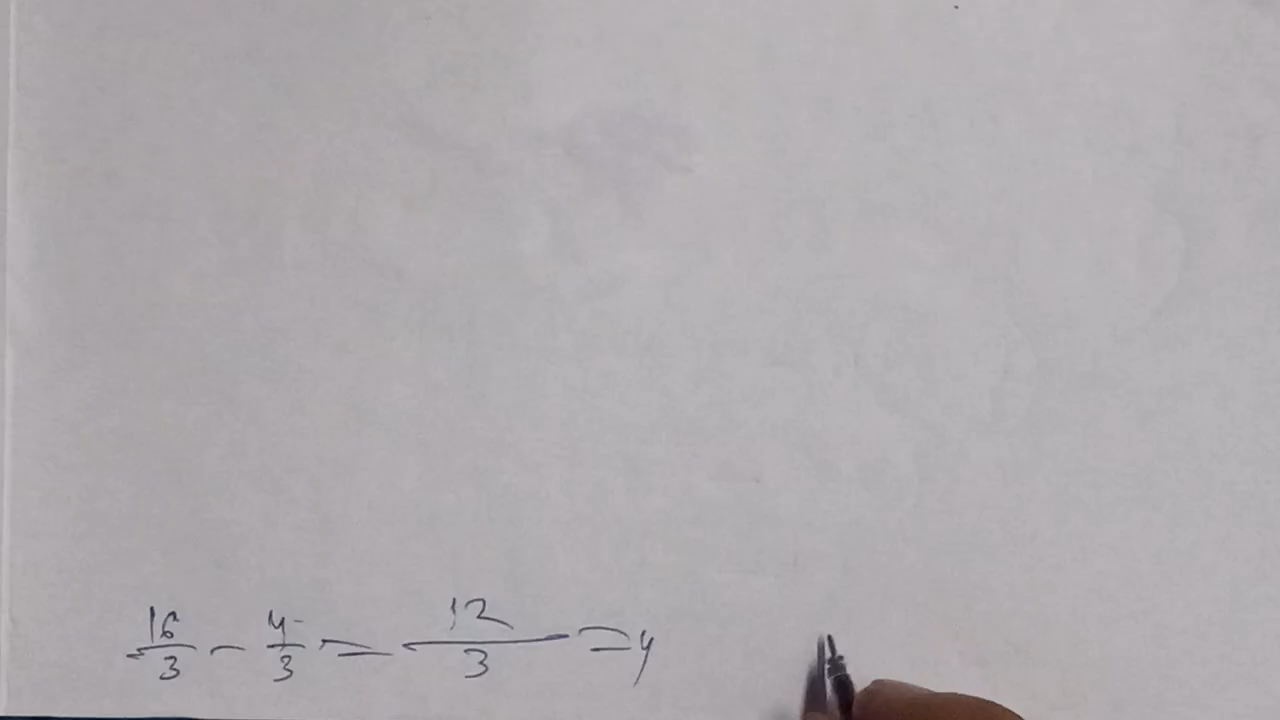 16/3 - 4/3 = 12/3 = 4